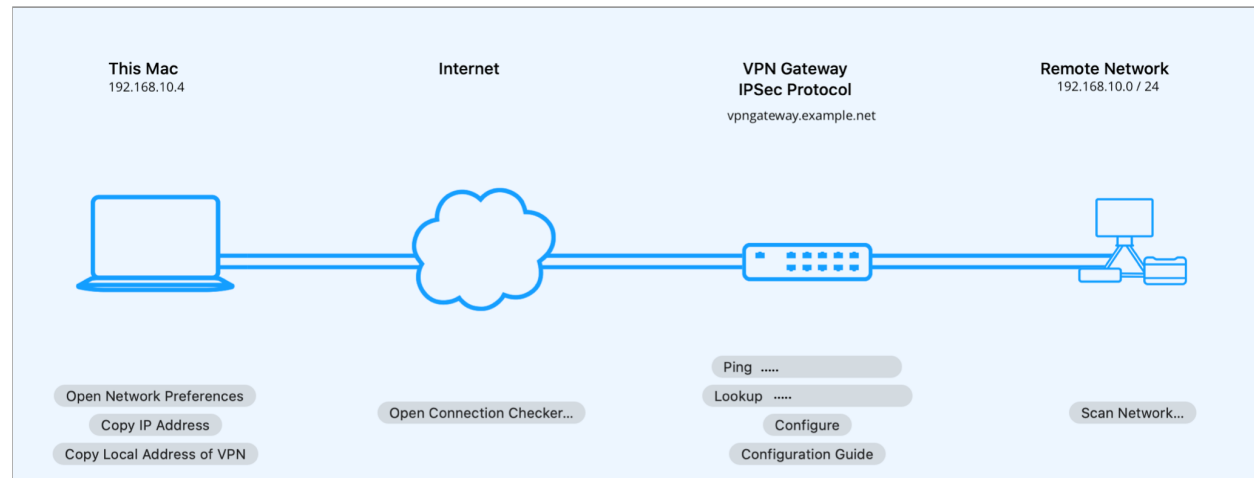 This Mac
192.168.10.4
Internet
VPN Gateway
IPSec Protocol
vpngateway.example.net
Remote Network
192.168.10.0 / 24
Open Network Preferences
Copy IP Address
Copy Local Address of VPN
Open Connection Checker...
Ping .....
Lookup .....
Configure
Configuration Guide
Scan Network...